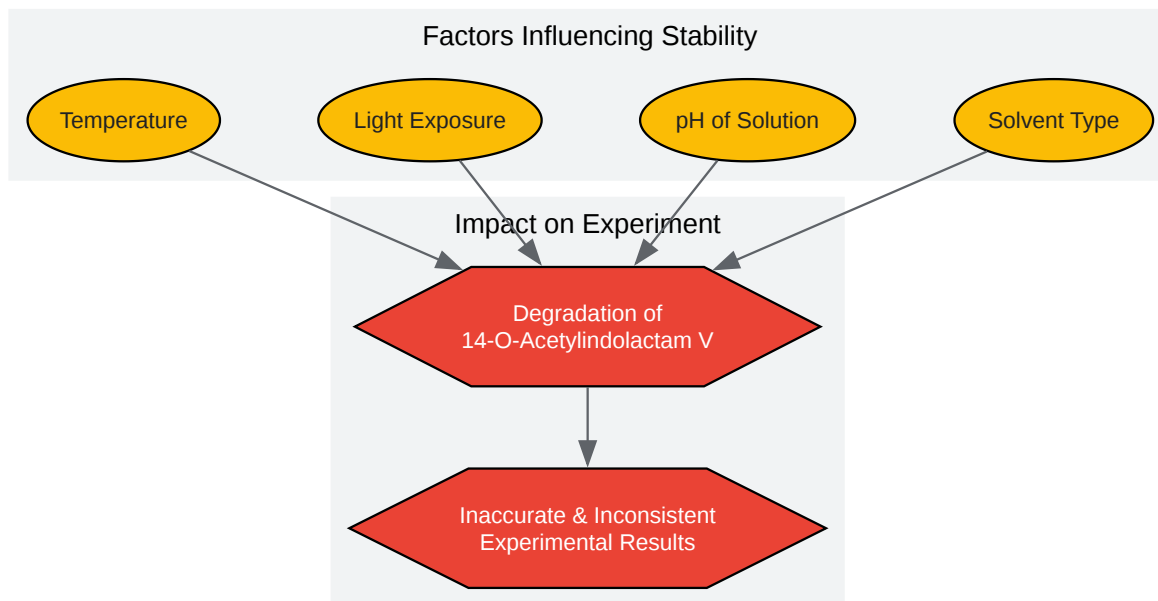 Factors Influencing Stability
Temperature
Light Exposure
pH of Solution
Solvent Type
Impact on Experiment
Degradation of
14-O-Acetylindolactam V
Inaccurate & Inconsistent
Experimental Results